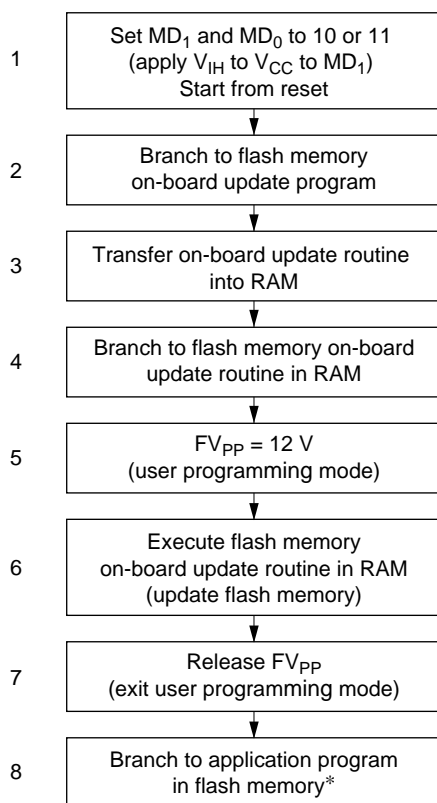 1
Set MD₁ and MD₀ to 10 or 11
(apply V_IH to V_CC to MD₁)
Start from reset
2
Branch to flash memory
on-board update program
3
Transfer on-board update routine
into RAM
4
Branch to flash memory on-board
update routine in RAM
5
FV_PP = 12 V
(user programming mode)
6
Execute flash memory
on-board update routine in RAM
(update flash memory)
7
Release FV_PP
(exit user programming mode)
8
Branch to application program
in flash memory*